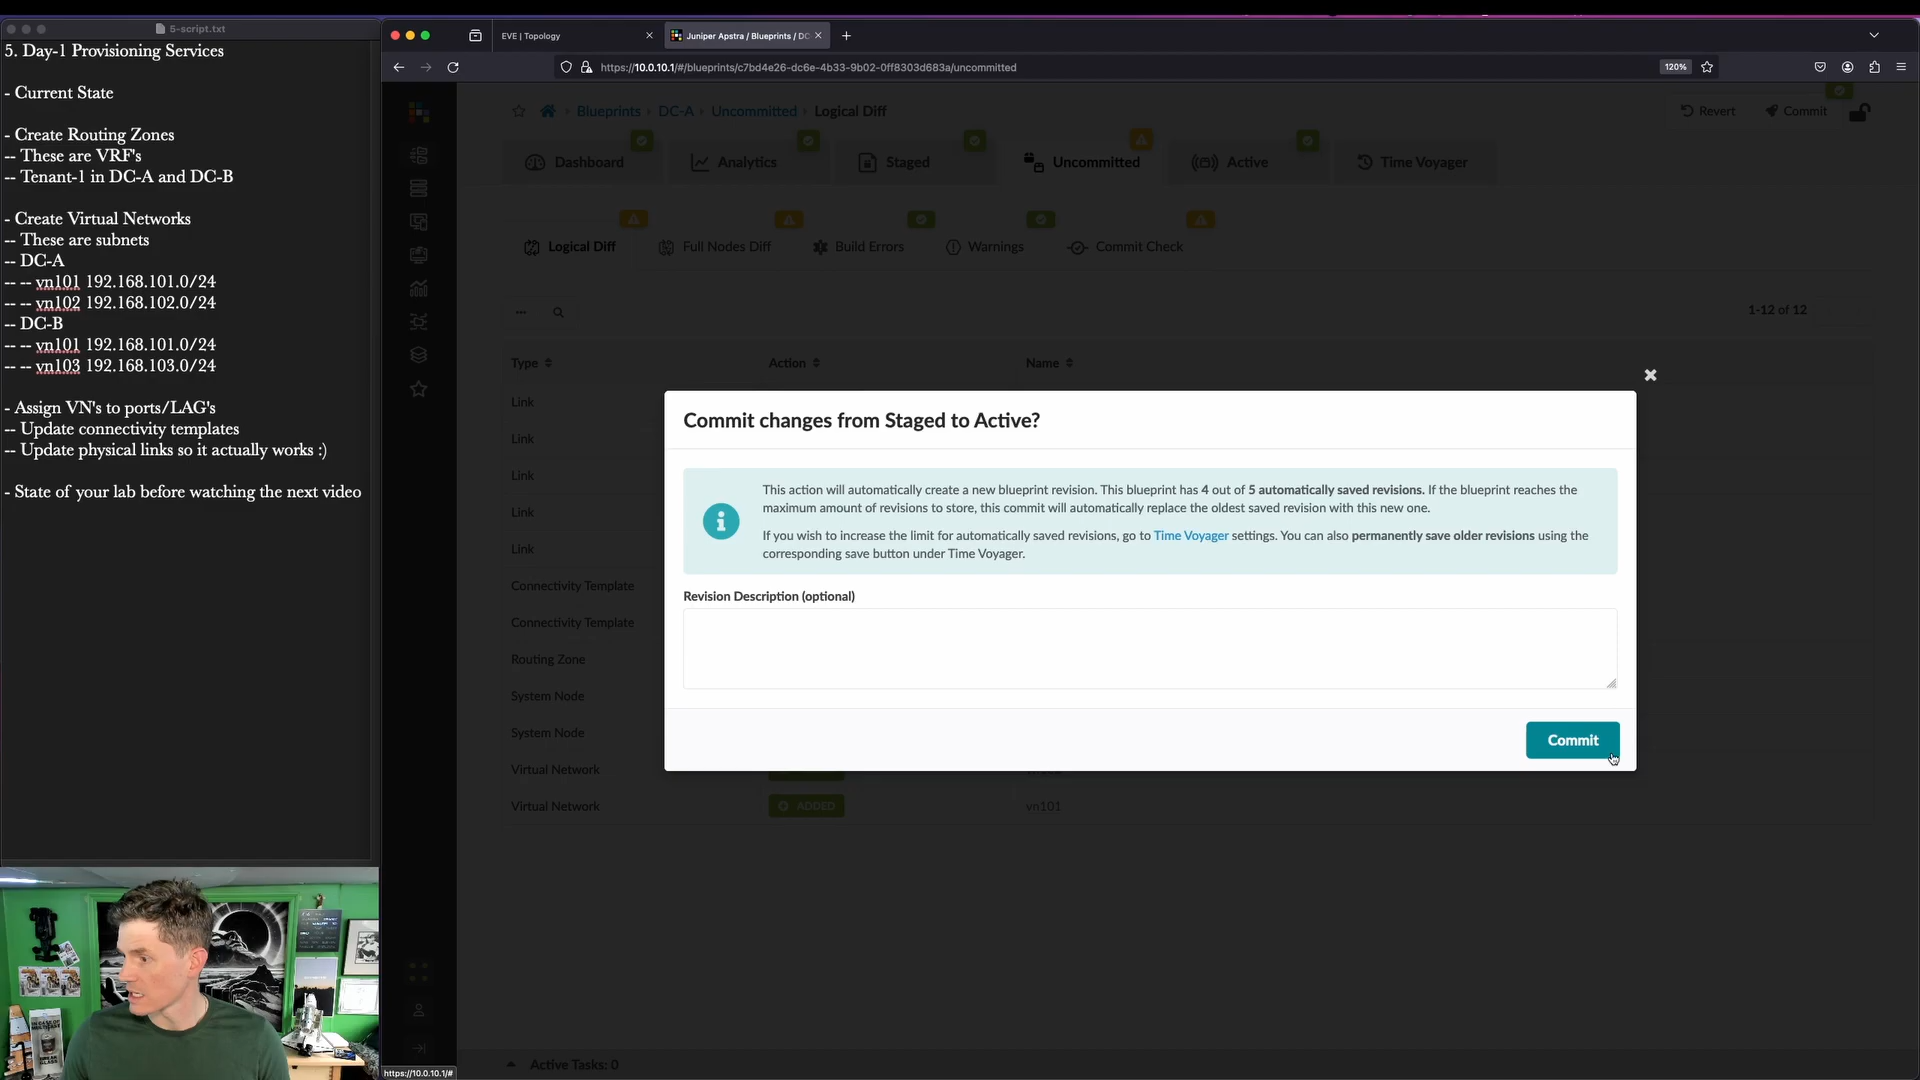 5-script.txt
5. Day-1 Provisioning Services
- Current State
- Create Routing Zones
-- These are VRF's
-- Tenant-1 in DC-A and DC-B
- Create Virtual Networks
-- These are subnets
-- DC-A
-- -- vn101 192.168.101.0/24
-- -- vn102 192.168.102.0/24
-- DC-B
-- -- vn101 192.168.101.0/24
-- -- vn103 192.168.103.0/24
- Assign VN's to ports/LAG's
-- Update connectivity templates
-- Update physical links so it actually works :)
- State of your lab before watching the next video
EVE | Topology
Juniper Apstra / Blueprints / DC
https://10.0.10.1/#/blueprints/c7bd4e26-dc6e-4b33-9b02-0ff8303d683a/uncommitted
120%
Blueprints
DC-A
Uncommitted
Logical Diff
Revert
Commit
Dashboard
Analytics
Staged
Uncommitted
Active
Time Voyager
Logical Diff
Full Nodes Diff
Build Errors
Warnings
Commit Check
1-12 of 12
Type
Action
Name
Link
Link
Link
Link
Link
Connectivity Template
Connectivity Template
Routing Zone
System Node
System Node
Virtual Network
Virtual Network
ADDED
vn101
Commit changes from Staged to Active?
This action will automatically create a new blueprint revision. This blueprint has 4 out of 5 automatically saved revisions. If the blueprint reaches the
maximum amount of revisions to store, this commit will automatically replace the oldest saved revision with this new one.
If you wish to increase the limit for automatically saved revisions, go to Time Voyager settings. You can also permanently save older revisions using the
corresponding save button under Time Voyager.
Revision Description (optional)
Commit
Active Tasks: 0
https://10.0.10.1/#